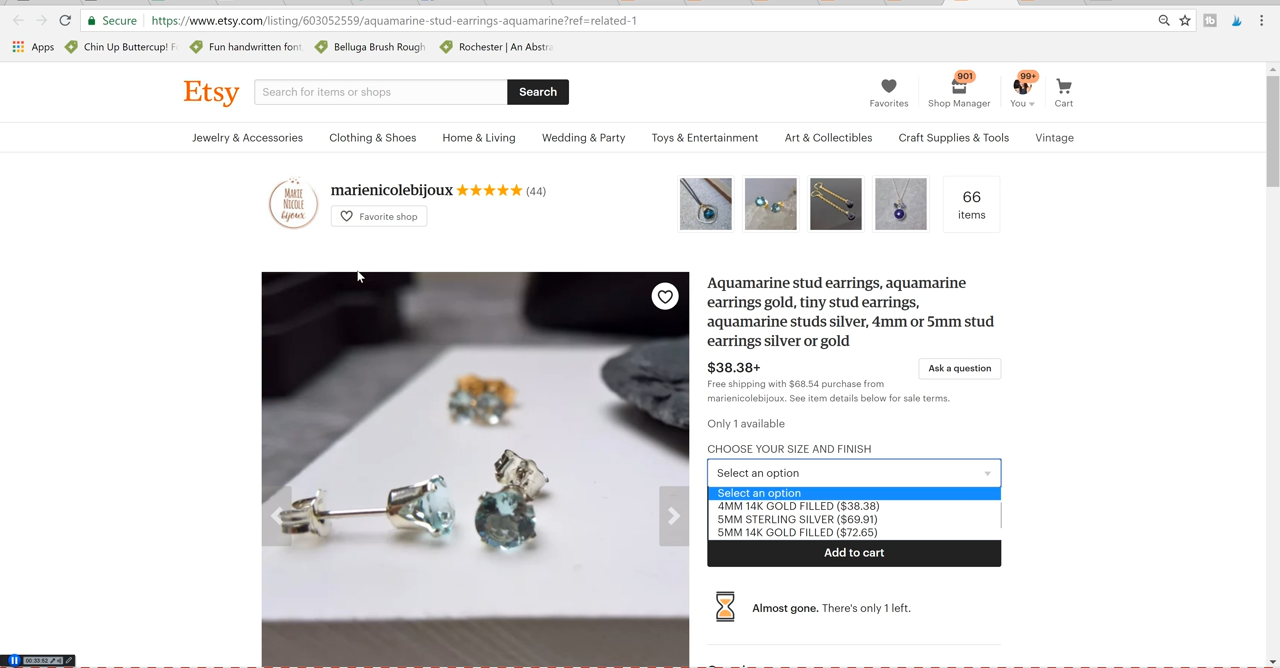 Secure
https://www.etsy.com/listing/603052559/aquamarine-stud-earrings-aquamarine?ref=related-1
Apps
Chin Up Buttercup! F
Fun handwritten font
Belluga Brush Rough
Rochester | An Abstra
Etsy
Search for items or shops
Search
Favorites
901
Shop Manager
99+
You
Cart
Jewelry & Accessories
Clothing & Shoes
Home & Living
Wedding & Party
Toys & Entertainment
Art & Collectibles
Craft Supplies & Tools
Vintage
MARIE
NICOLE
bijoux
marienicolebijoux
(44)
Favorite shop
66
items
Aquamarine stud earrings, aquamarine
earrings gold, tiny stud earrings,
aquamarine studs silver, 4mm or 5mm stud
earrings silver or gold
$38.38+
Ask a question
Free shipping with $68.54 purchase from
marienicolebijoux. See item details below for sale terms.
Only 1 available
CHOOSE YOUR SIZE AND FINISH
Select an option
Select an option
4MM 14K GOLD FILLED ($38.38)
5MM STERLING SILVER ($69.91)
5MM 14K GOLD FILLED ($72.65)
Add to cart
Almost gone. There's only 1 left.
00:33:52